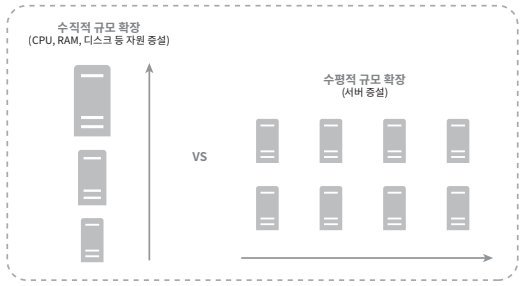 수직적 규모 확장
(CPU, RAM, 디스크 등 자원 증설)
수평적 규모 확장
(서버 증설)
VS